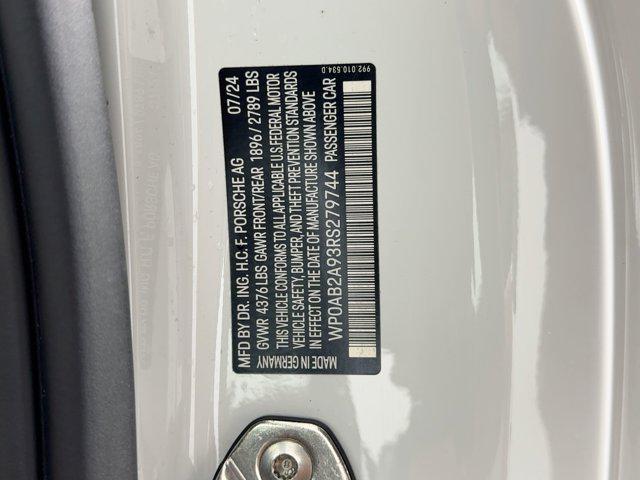 MFD BY DR. ING. H.C. F. PORSCHE AG 07/24
GVWR 4376 LBS GAWR FRONT/REAR 1896/2789 LBS
THIS VEHICLE CONFORMS TO ALL APPLICABLE U.S. FEDERAL MOTOR
VEHICLE SAFETY, BUMPER, AND THEFT PREVENTION STANDARDS
IN EFFECT ON THE DATE OF MANUFACTURE SHOWN ABOVE
WP0AB2A93RS279744 PASSENGER CAR
MADE IN GERMANY 992.010.534.D